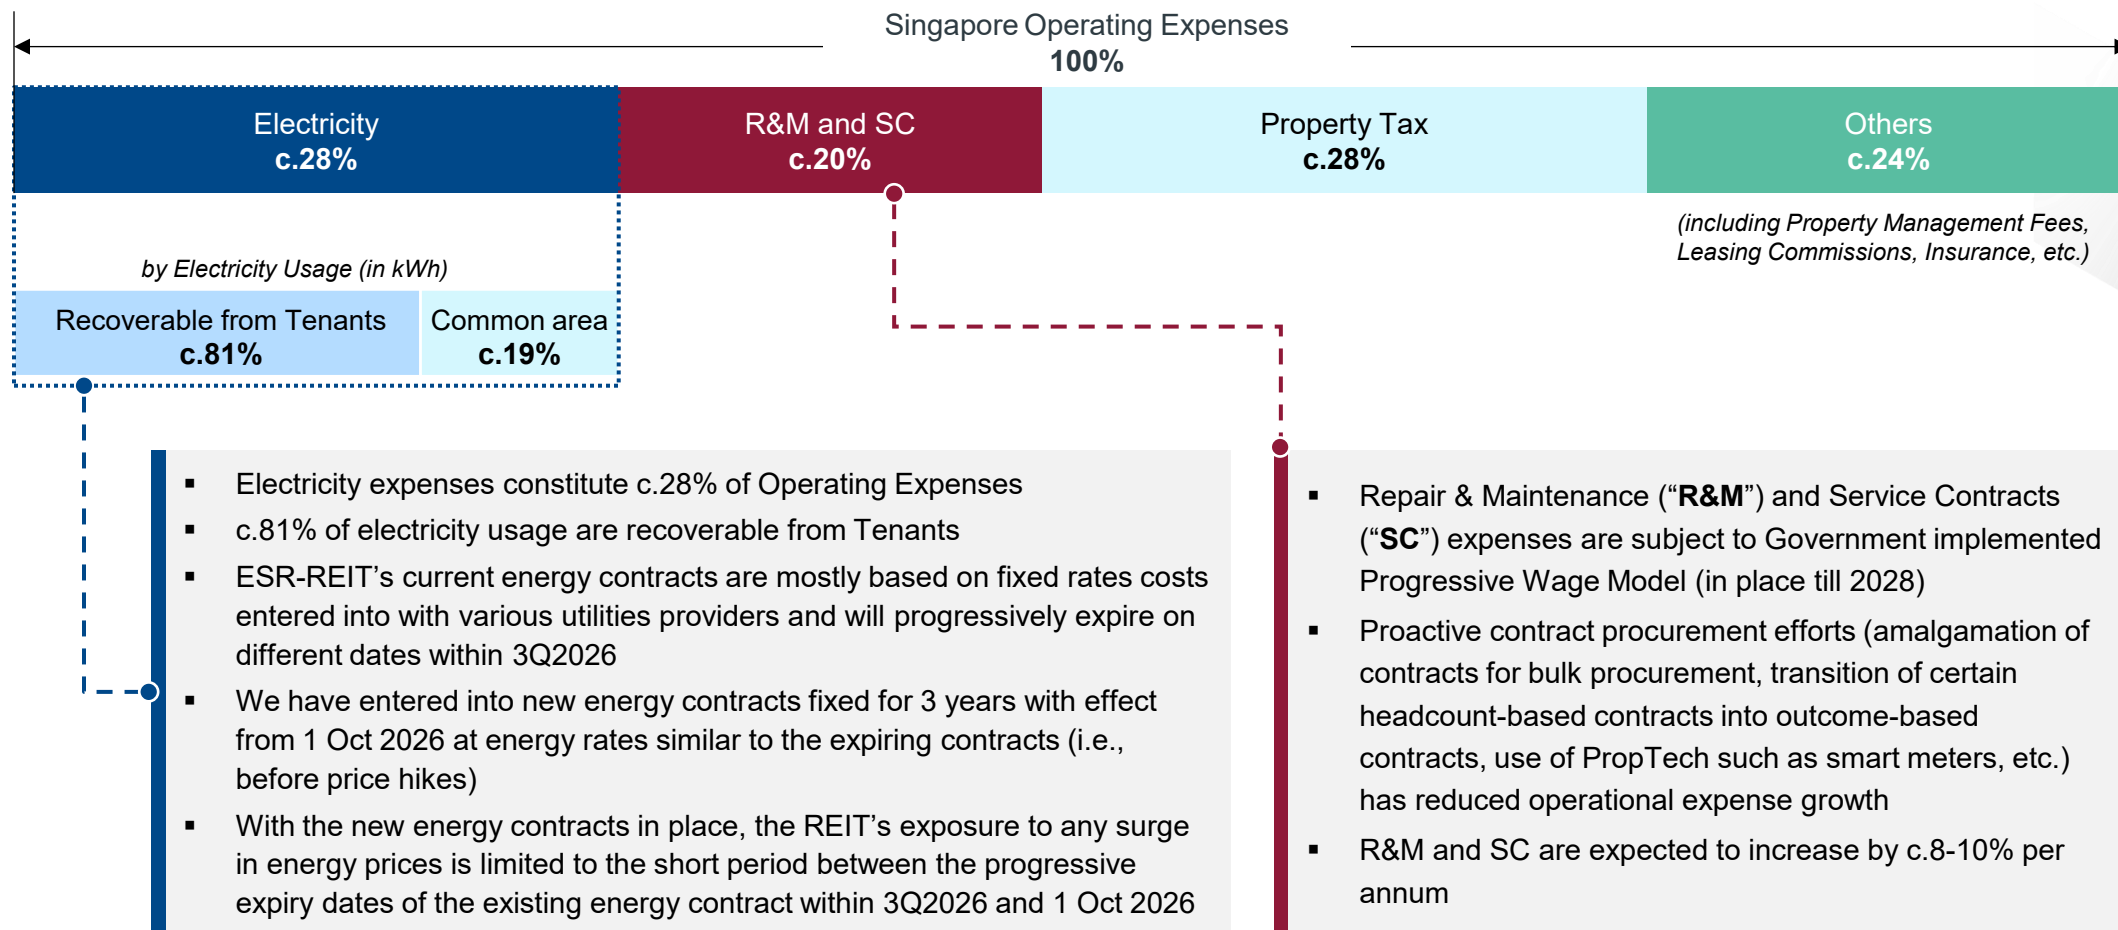 Singapore Operating Expenses
100%
Electricity
c.28%
R&M and SC
c.20%
Property Tax
c.28%
Others
c.24%
(including Property Management Fees,
Leasing Commissions, Insurance, etc.)
by Electricity Usage (in kWh)
Recoverable from Tenants
c.81%
Common area
c.19%
▪ Electricity expenses constitute c.28% of Operating Expenses
▪ c.81% of electricity usage are recoverable from Tenants
▪ ESR-REIT’s current energy contracts are mostly based on fixed rates costs
entered into with various utilities providers and will progressively expire on
different dates within 3Q2026
▪ We have entered into new energy contracts fixed for 3 years with effect
from 1 Oct 2026 at energy rates similar to the expiring contracts (i.e.,
before price hikes)
▪ With the new energy contracts in place, the REIT’s exposure to any surge
in energy prices is limited to the short period between the progressive
expiry dates of the existing energy contract within 3Q2026 and 1 Oct 2026
▪ Repair & Maintenance (“R&M”) and Service Contracts
(“SC”) expenses are subject to Government implemented
Progressive Wage Model (in place till 2028)
▪ Proactive contract procurement efforts (amalgamation of
contracts for bulk procurement, transition of certain
headcount-based contracts into outcome-based
contracts, use of PropTech such as smart meters, etc.)
has reduced operational expense growth
▪ R&M and SC are expected to increase by c.8-10% per
annum